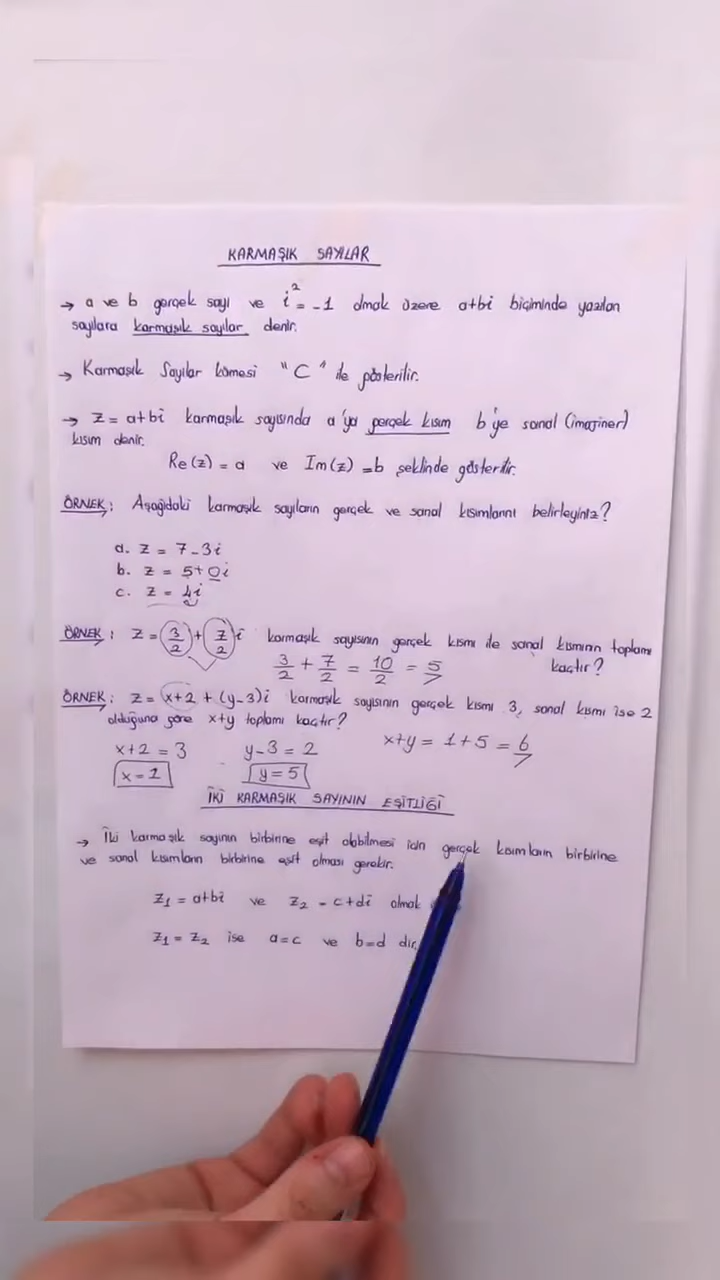 KARMAŞIK SAYILAR
→ a ve b gerçek sayı ve i² = -1 olmak üzere a+bi biçiminde yazılan
sayılara karmaşık sayılar denir.
→ Karmaşık Sayılar kümesi "C" ile gösterilir.
→ z = a+bi karmaşık sayısında a'ya gerçek kısım b'ye sanal (imajiner)
kısım denir.
Re(z) = a ve Im(z) = b şeklinde gösterilir.
ÖRNEK: Aşağıdaki karmaşık sayıların gerçek ve sanal kısımlarını belirleyiniz?
a. z = 7-3i
b. z = 5+0i
c. z = 4i
ÖRNEK: z = 3/2 + 7/2 i karmaşık sayısının gerçek kısmı ile sanal kısmının toplamı
kaçtır?
3/2 + 7/2 = 10/2 = 5
ÖRNEK: z = x+2 + (y-3)i karmaşık sayısının gerçek kısmı 3, sanal kısmı ise 2
olduğuna göre x+y toplamı kaçtır?
x+2 = 3 y-3 = 2 x+y = 1+5 = 6
x = 1 y = 5
İKİ KARMAŞIK SAYININ EŞİTLİĞİ
→ İki karmaşık sayının birbirine eşit olabilmesi için gerçek kısımların birbirine
ve sanal kısımların birbirine eşit olması gerekir.
z₁ = a+bi ve z₂ = c+di olmak
z₁ = z₂ ise a=c ve b=d dir.